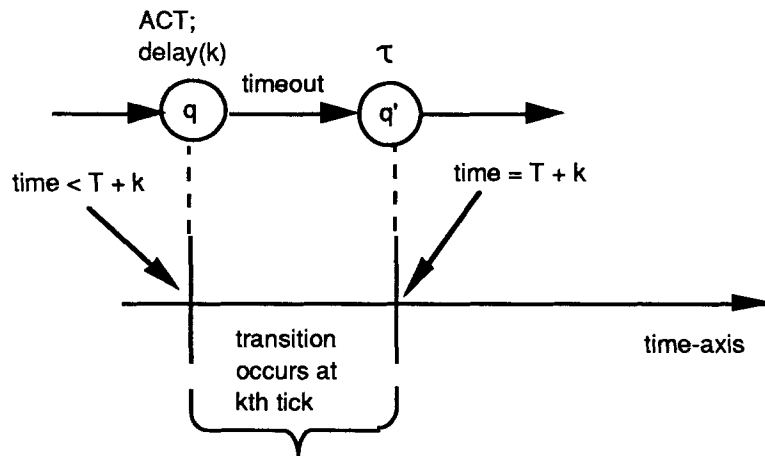 ACT;
delay(k)
τ
timeout
q
q'
time < T + k
time = T + k
transition
occurs at
kth tick
time-axis